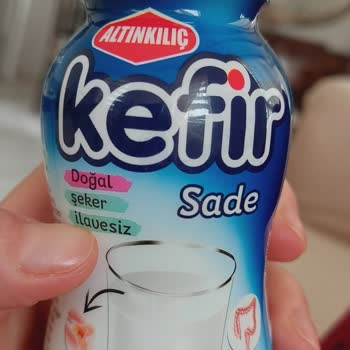 ALTINKILIÇ
kefir
Doğal
şeker
ilavesiz
Sade